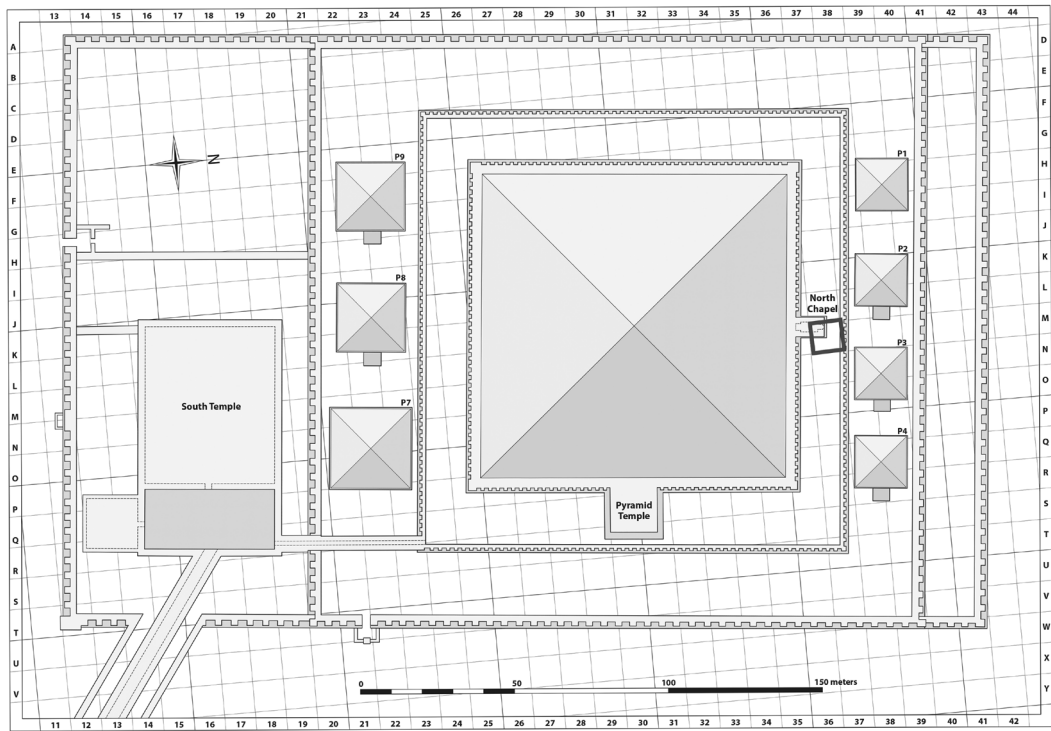 13 14 15 16 17 18 19 20 21 22 23 24 25 26 27 28 29 30 31 32 33 34 35 36 37 38 39 40 41 42 43 44
A
B
C
D
E
F
G
H
I
J
K
L
M
N
O
P
Q
R
S
T
U
V
D
E
F
G
H
I
J
K
L
M
N
O
P
Q
R
S
T
U
V
W
X
Y
N
P9
P8
P7
P1
P2
P3
P4
North
Chapel
South Temple
Pyramid
Temple
0 50 100 150 meters
11 12 13 14 15 16 17 18 19 20 21 22 23 24 25 26 27 28 29 30 31 32 33 34 35 36 37 38 39 40 41 42